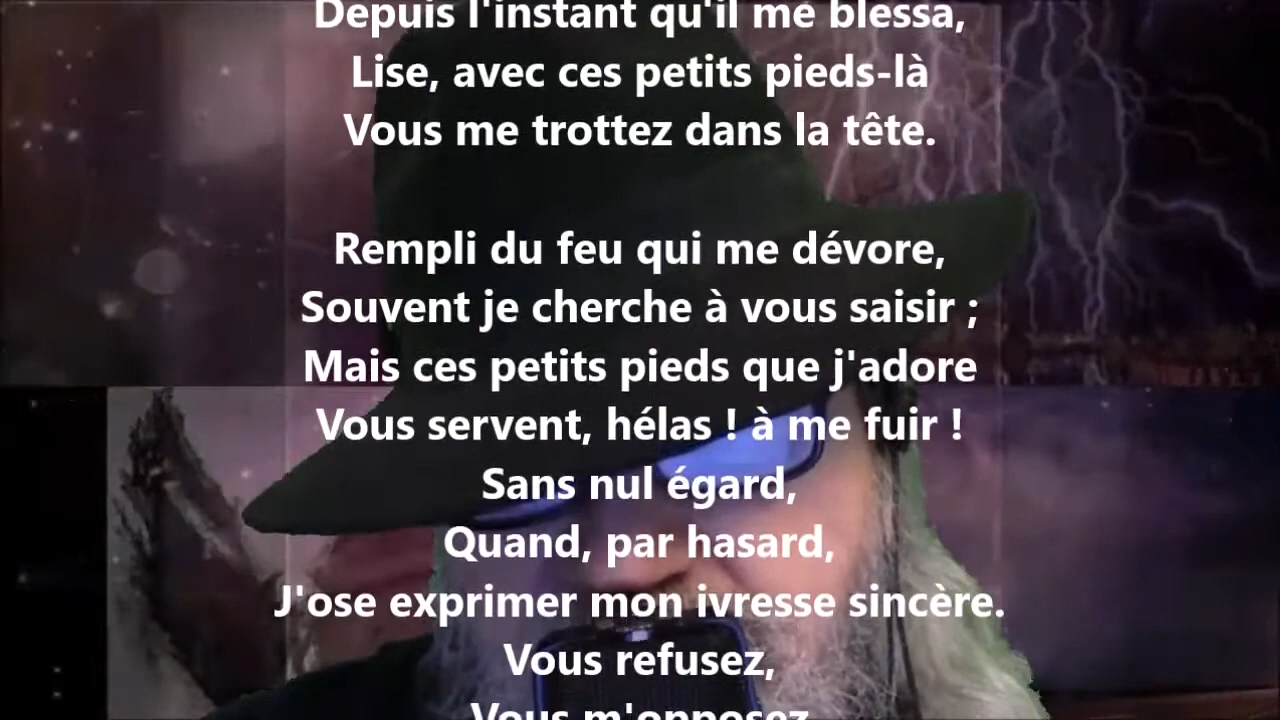 Depuis l'instant qu'il me blessa,
Lise, avec ces petits pieds-là
Vous me trottez dans la tête.
Rempli du feu qui me dévore,
Souvent je cherche à vous saisir ;
Mais ces petits pieds que j'adore
Vous servent, hélas ! à me fuir !
Sans nul égard,
Quand, par hasard,
J'ose exprimer mon ivresse sincère.
Vous refusez,
Vous m'opposez